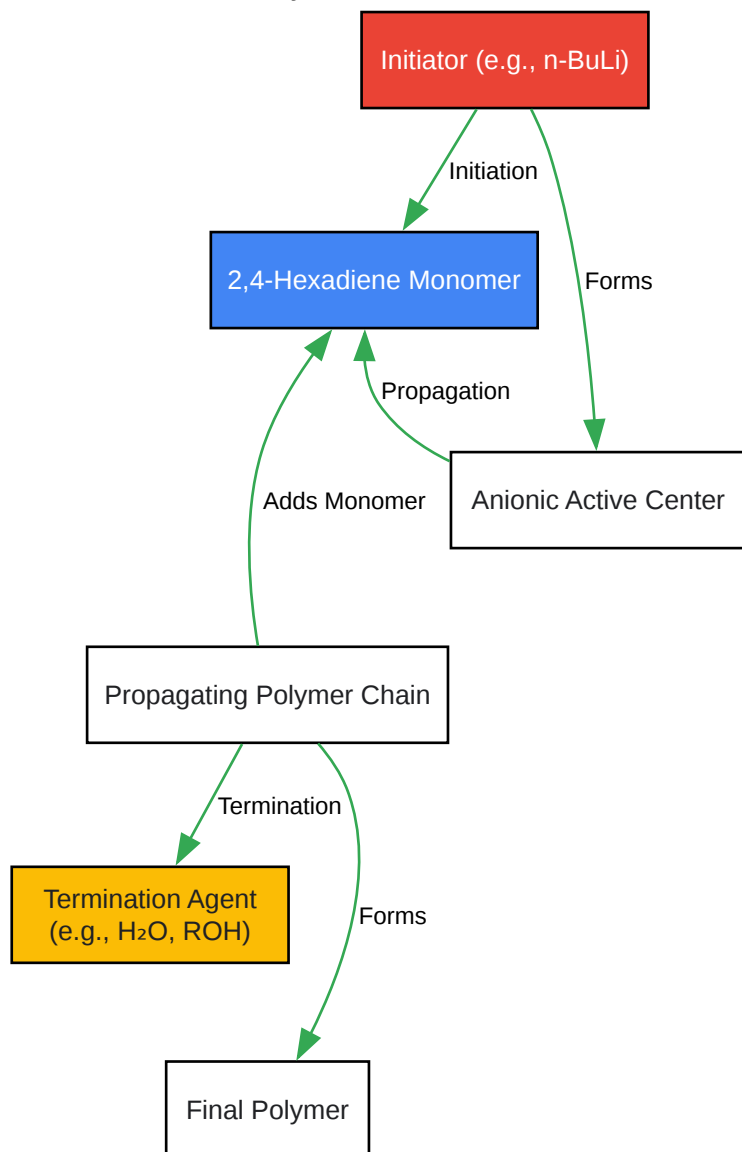 Initiator (e.g., n-BuLi)
Initiation
2,4-Hexadiene Monomer
Forms
Propagation
Anionic Active Center
Adds Monomer
Propagating Polymer Chain
Termination
Termination Agent
(e.g., H₂O, ROH)
Forms
Final Polymer